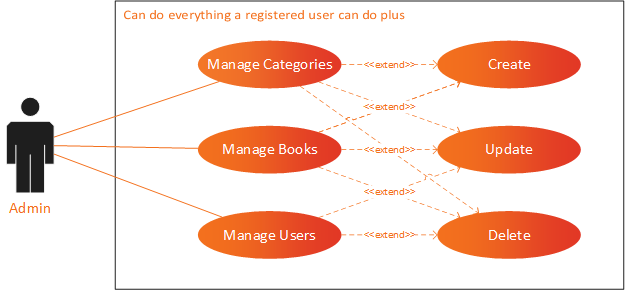 Can do everything a registered user can do plus
Manage Categories
<<extend>>
Create
<<extend>>
Manage Books
<<extend>>
Update
<<extend>>
Admin
Manage Users
<<extend>>
Delete